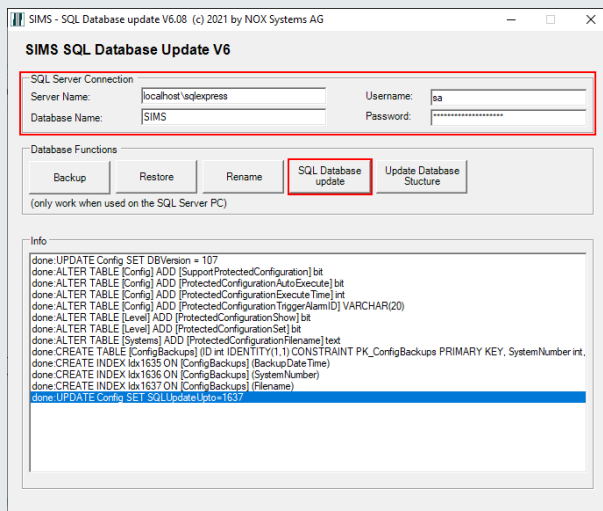 SIMS - SQL Database update V6.08 (c) 2021 by NOX Systems AG
SIMS SQL Database Update V6
SQL Server Connection
Server Name: localhost\sqlexpress Username: sa
Database Name: SIMS Password: ********************
Database Functions
Backup Restore Rename SQL Database update Update Database Stucture
(only work when used on the SQL Server PC)
Info
done:UPDATE Config SET DBVersion = 107
done:ALTER TABLE [Config] ADD [SupportProtectedConfiguration] bit
done:ALTER TABLE [Config] ADD [ProtectedConfigurationAutoExecute] bit
done:ALTER TABLE [Config] ADD [ProtectedConfigurationExecuteTime] int
done:ALTER TABLE [Config] ADD [ProtectedConfigurationTriggerAlarmID] VARCHAR(20)
done:ALTER TABLE [Level] ADD [ProtectedConfigurationShow] bit
done:ALTER TABLE [Level] ADD [ProtectedConfigurationSet] bit
done:ALTER TABLE [Systems] ADD [ProtectedConfigurationFilename] text
done:CREATE TABLE [ConfigBackups] (ID int IDENTITY(1,1) CONSTRAINT PK_ConfigBackups PRIMARY KEY, SystemNumber int,
done:CREATE INDEX Idx1635 ON [ConfigBackups] (BackupDateTime)
done:CREATE INDEX Idx1636 ON [ConfigBackups] (SystemNumber)
done:CREATE INDEX Idx1637 ON [ConfigBackups] (Filename)
done:UPDATE Config SET SQLUpdateUpto=1637